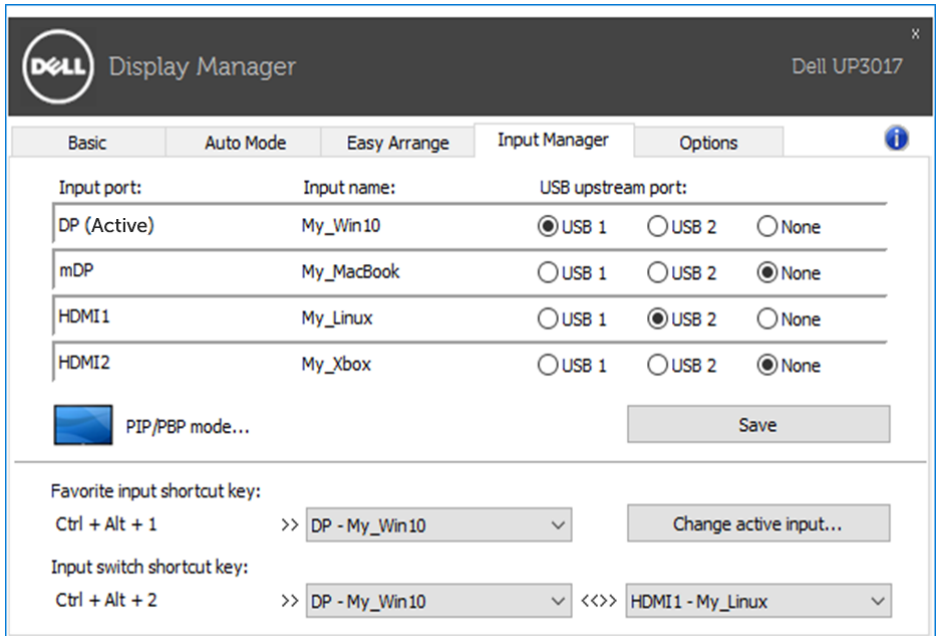 DELL Display Manager Dell UP3017 x
Basic Auto Mode Easy Arrange Input Manager Options i
Input port: Input name: USB upstream port:
DP (Active) My_Win10 USB 1 USB 2 None
mDP My_MacBook USB 1 USB 2 None
HDMI1 My_Linux USB 1 USB 2 None
HDMI2 My_Xbox USB 1 USB 2 None
PIP/PBP mode... Save
Favorite input shortcut key:
Ctrl + Alt + 1 >> DP - My_Win10 Change active input...
Input switch shortcut key:
Ctrl + Alt + 2 >> DP - My_Win10 <<>> HDMI1 - My_Linux